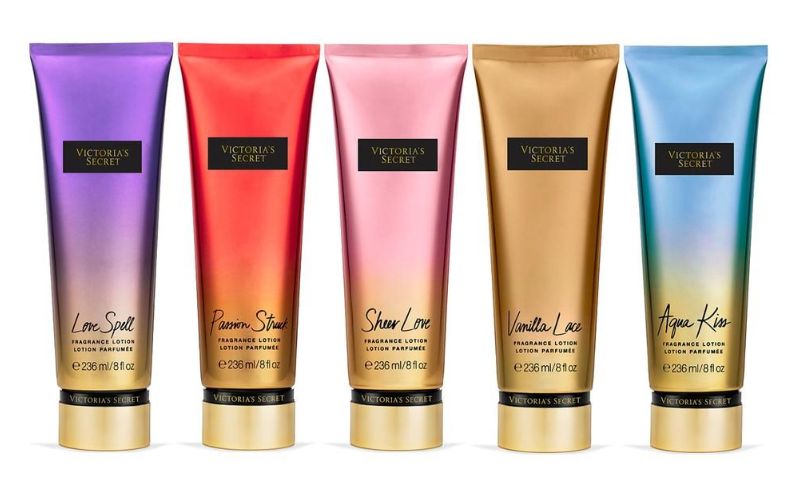 VICTORIA'S
SECRET
Love Spell
FRAGRANCE LOTION
LOTION PARFUMÉE
℮ 236 ml/8 fl oz
VICTORIA'S SECRET
VICTORIA'S
SECRET
Passion Struck
FRAGRANCE LOTION
LOTION PARFUMÉE
℮ 236 ml/8 fl oz
VICTORIA'S SECRET
VICTORIA'S
SECRET
Sheer Love
FRAGRANCE LOTION
LOTION PARFUMÉE
℮ 236 ml/8 fl oz
VICTORIA'S SECRET
VICTORIA'S
SECRET
Vanilla Lace
FRAGRANCE LOTION
LOTION PARFUMÉE
℮ 236 ml/8 fl oz
VICTORIA'S SECRET
VICTORIA'S
SECRET
Aqua Kiss
FRAGRANCE LOTION
LOTION PARFUMÉE
℮ 236 ml/8 fl oz
VICTORIA'S SECRET